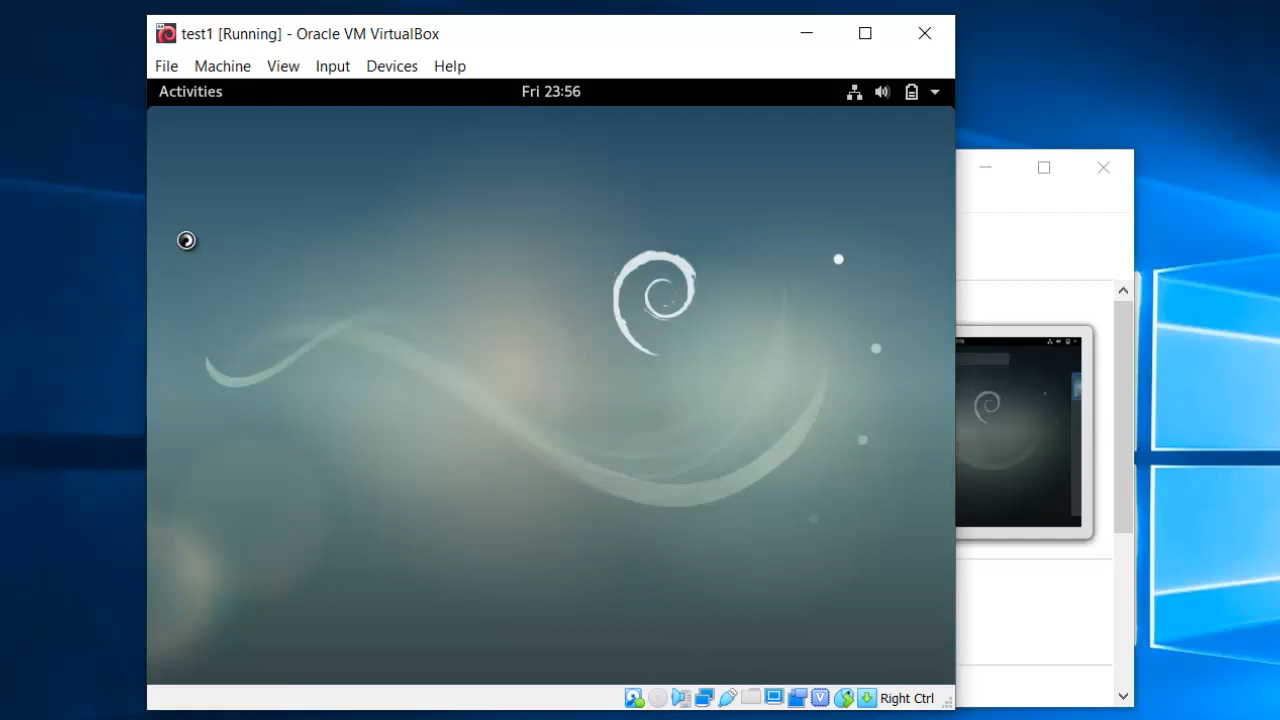 test1 [Running] - Oracle VM VirtualBox
File Machine View Input Devices Help
Activities Fri 23:56
Right Ctrl